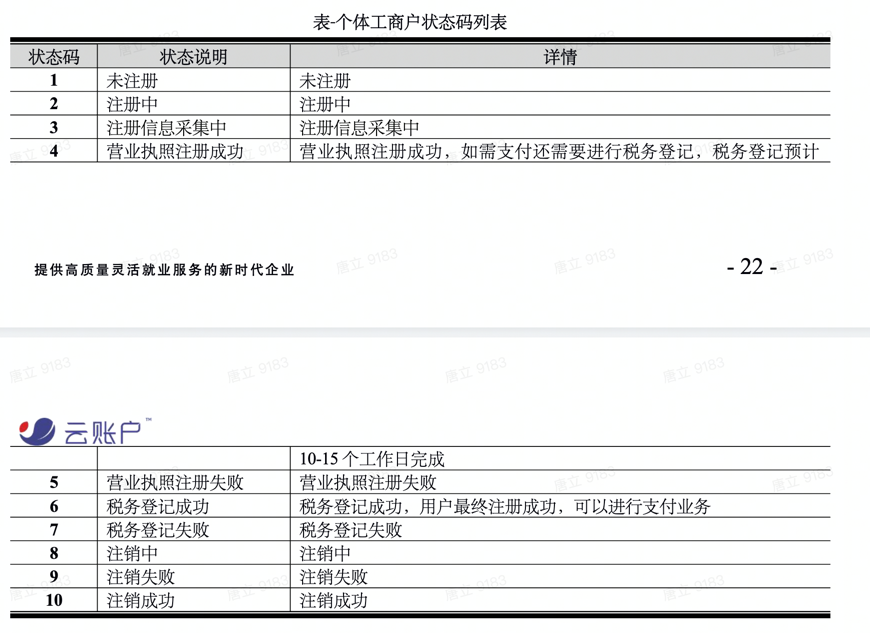 表-个体工商户状态码列表
状态码 状态说明 详情
1 未注册 未注册
2 注册中 注册中
3 注册信息采集中 注册信息采集中
4 营业执照注册成功 营业执照注册成功，如需支付还需要进行税务登记，税务登记预计
提供高质量灵活就业服务的新时代企业 - 22 -
唐立 9183 唐立 9183 唐立 9183 唐立 9183
云账户™
10-15 个工作日完成
5 营业执照注册失败 营业执照注册失败
6 税务登记成功 税务登记成功，用户最终注册成功，可以进行支付业务
7 税务登记失败 税务登记失败
8 注销中 注销中
9 注销失败 注销失败
10 注销成功 注销成功